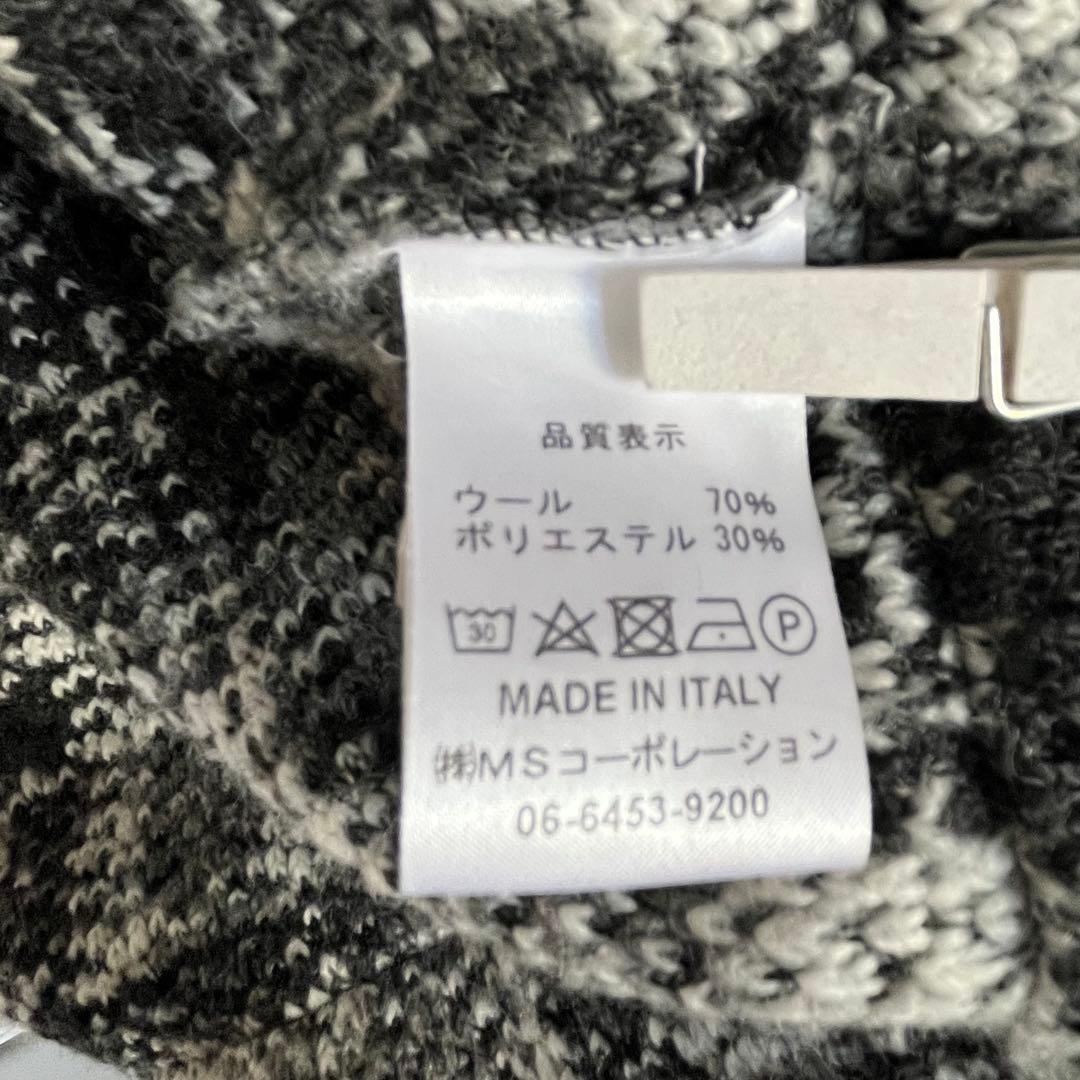 品質表示
ウール 70%
ポリエステル 30%
30 P
MADE IN ITALY
㈱MSコーポレーション
06-6453-9200